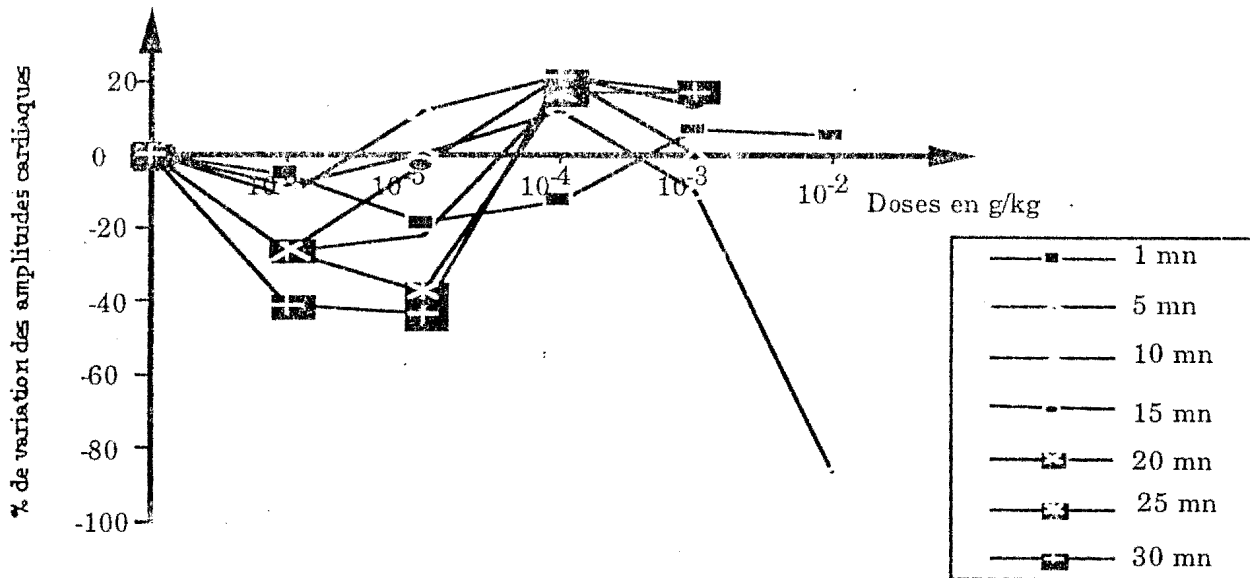 % de variation des amplitudes cardiaques
20
0
-20
-40
-60
-80
-100
10-5
10-4
10-3
10-2
Doses en g/kg
1 mn
5 mn
10 mn
15 mn
20 mn
25 mn
30 mn